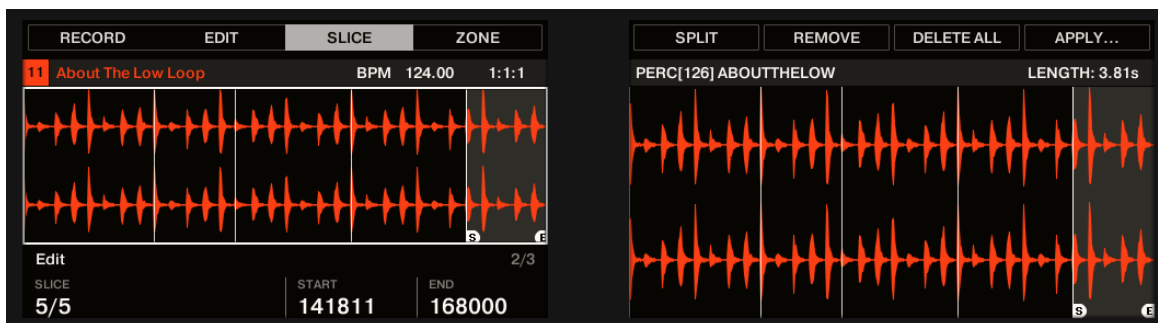 RECORD EDIT SLICE ZONE
11 About The Low Loop BPM 124.00 1:1:1
S E
Edit 2/3
SLICE START END
5/5 141811 168000
SPLIT REMOVE DELETE ALL APPLY...
PERC[126] ABOUTTHELOW LENGTH: 3.81s
S E